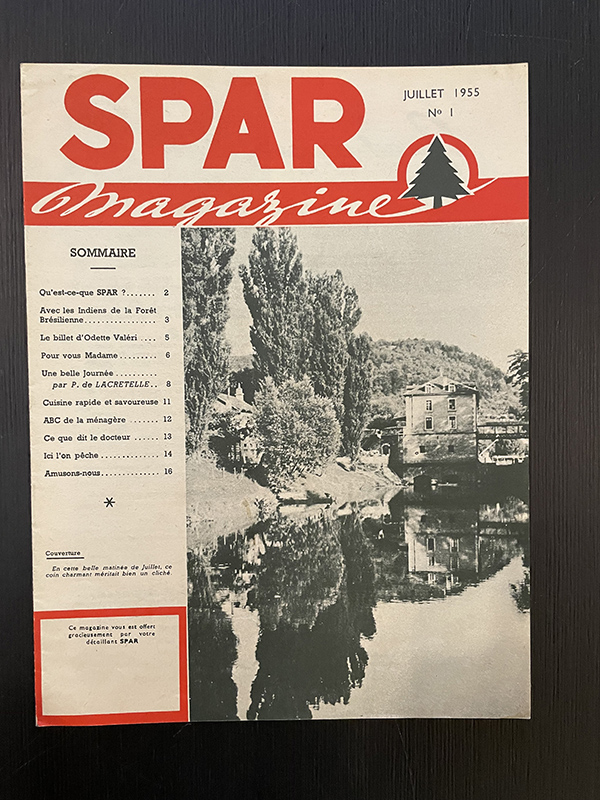 SPAR
JUILLET 1955
Nº 1
magazine
SOMMAIRE
Qu'est-ce-que SPAR ?....... 2
Avec les Indiens de la Forêt
Brésilienne................. 3
Le billet d'Odette Valéri .... 5
Pour vous Madame ......... 6
Une belle Journée ..........
par P. de LACRETELLE.. 8
Cuisine rapide et savoureuse 11
ABC de la ménagère ....... 12
Ce que dit le docteur ...... 13
Ici l'on pêche .............. 14
Amusons-nous.............. 16
*
Couverture
En cette belle matinée de Juillet, ce
coin charmant méritait bien un cliché.
Ce magazine vous est offert
gracieusement par votre
détaillant SPAR